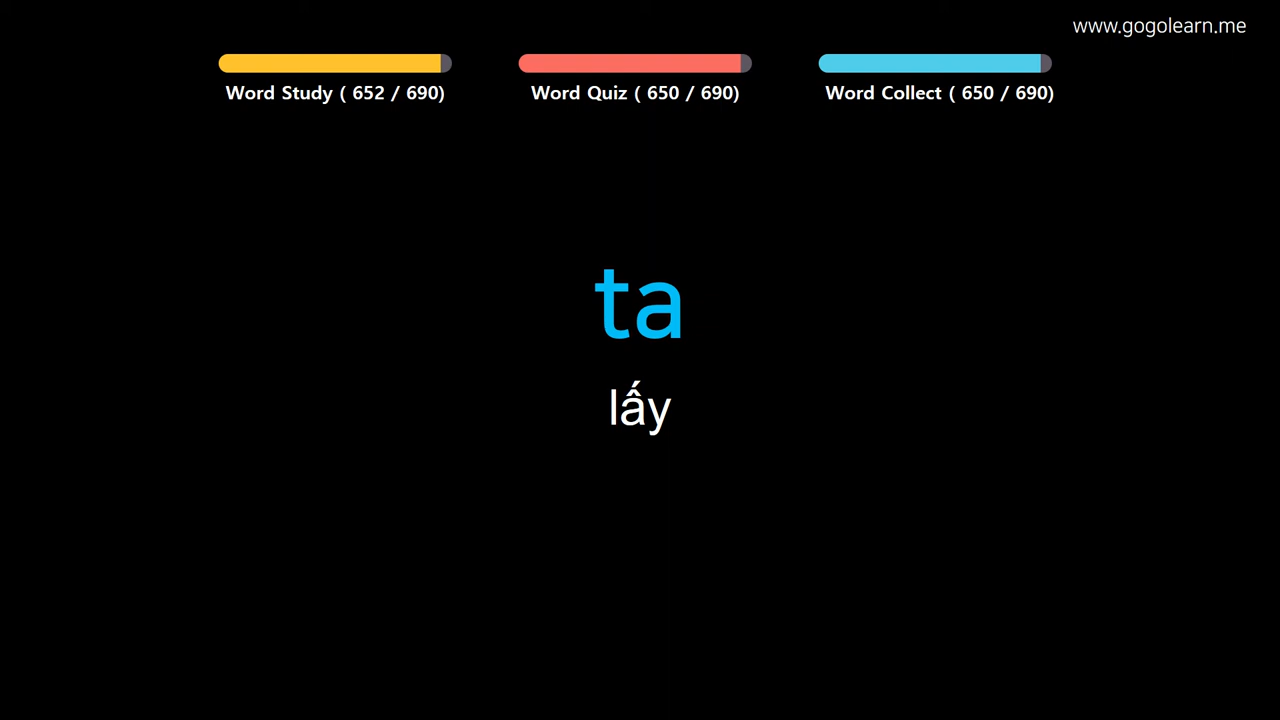 www.gogolearn.me
Word Study ( 652 / 690)
Word Quiz ( 650 / 690)
Word Collect ( 650 / 690)
ta
lấy